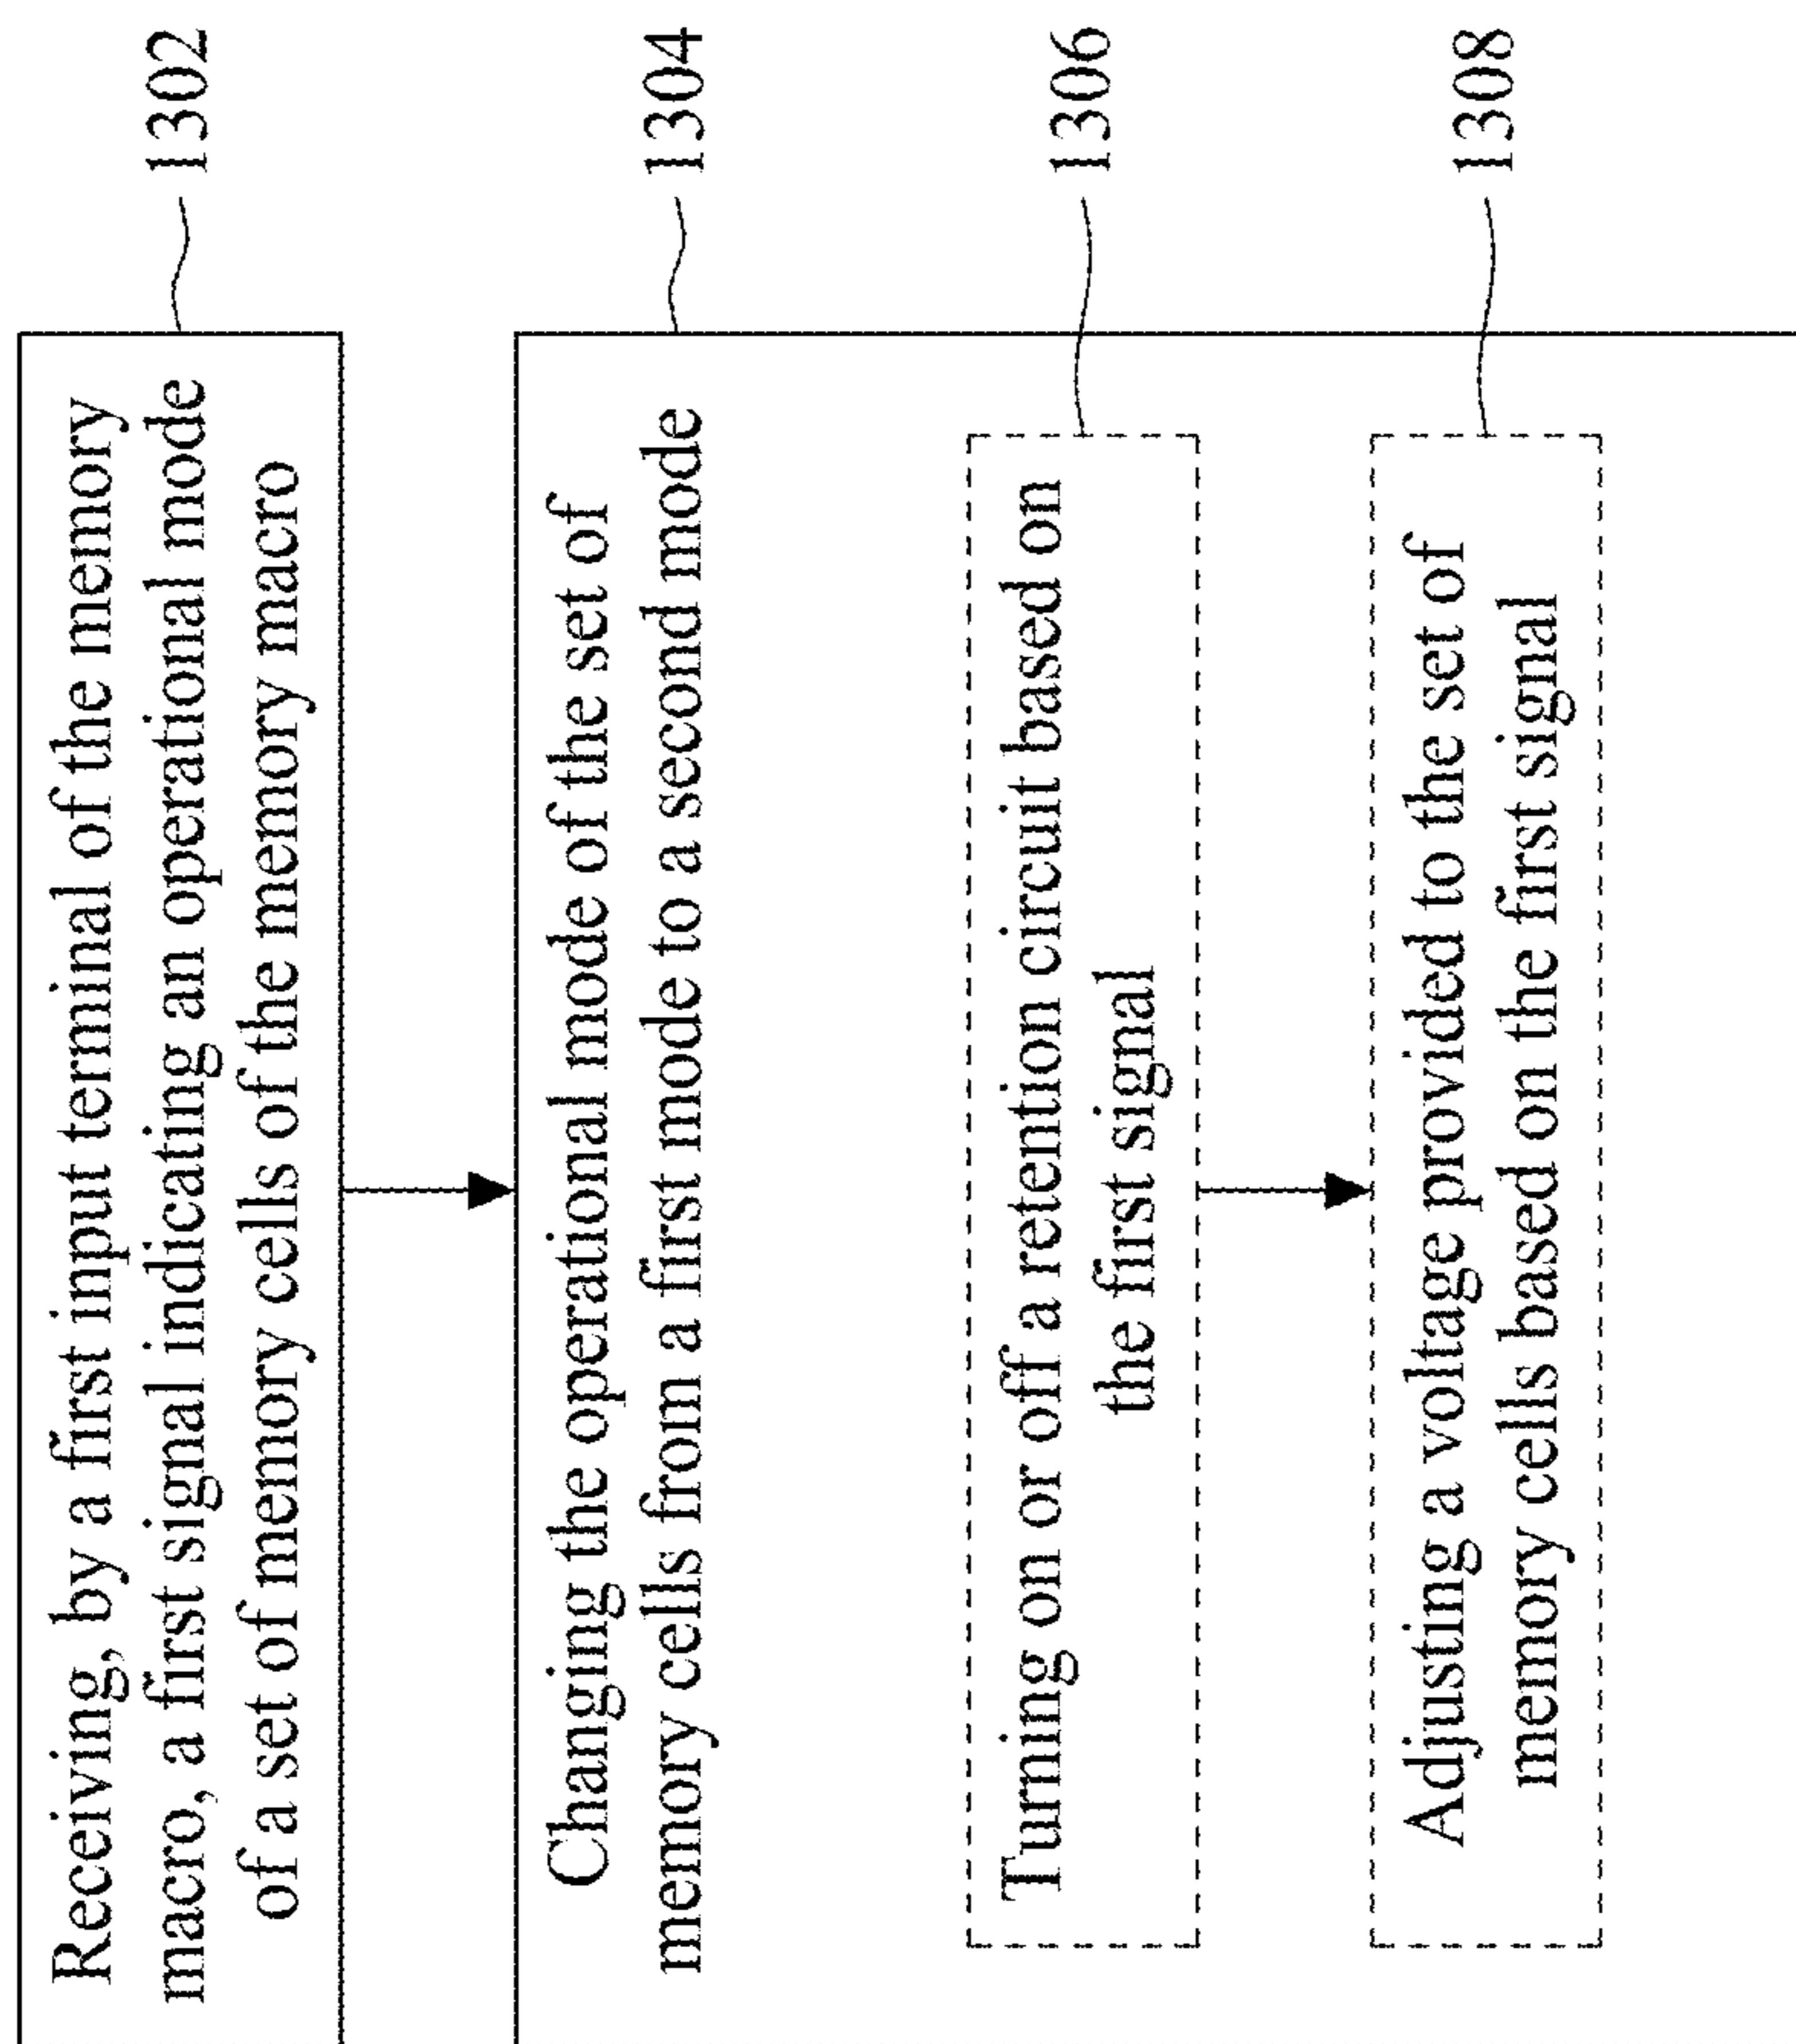 Receiving, by a first input terminal of the memory
macro, a first signal indicating an operational mode
of a set of memory cells of the memory macro
1302
Changing the operational mode of the set of
memory cells from a first mode to a second mode
1304
Turning on or off a retention circuit based on
the first signal
1306
Adjusting a voltage provided to the set of
memory cells based on the first signal
1308